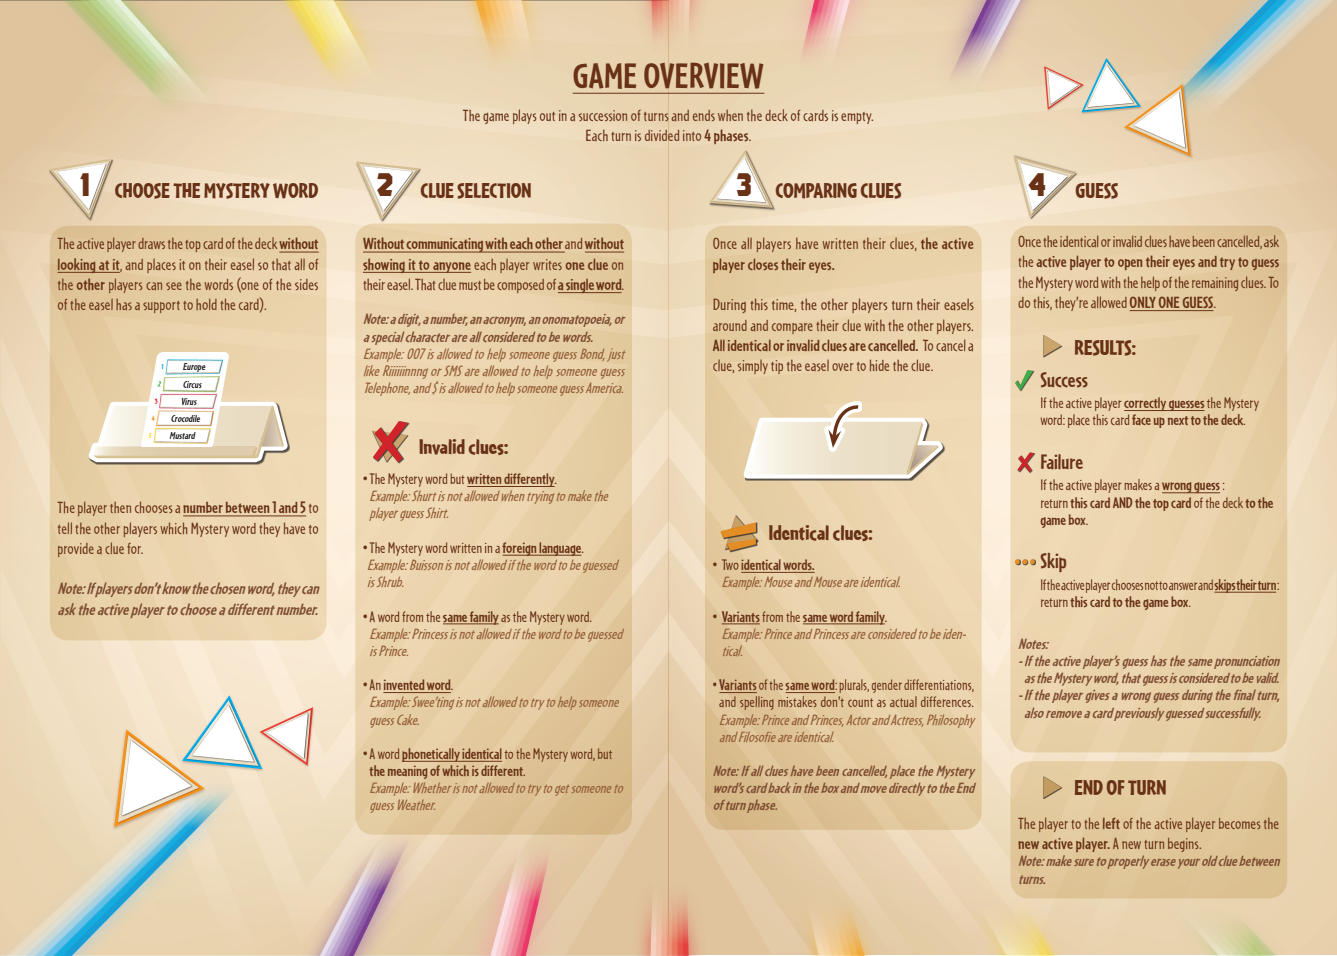 GAME OVERVIEW
The game plays out in a succession of turns and ends when the deck of cards is empty.
Each turn is divided into 4 phases.
1
CHOOSE THE MYSTERY WORD
The active player draws the top card of the deck without
looking at it, and places it on their easel so that all of
the other players can see the words (one of the sides
of the easel has a support to hold the card).
1 Europe
2 Circus
3 Virus
4 Crocodile
5 Mustard
The player then chooses a number between 1 and 5 to
tell the other players which Mystery word they have to
provide a clue for.
Note: If players don't know the chosen word, they can
ask the active player to choose a different number.
2
CLUE SELECTION
Without communicating with each other and without
showing it to anyone each player writes one clue on
their easel. That clue must be composed of a single word.
Note: a digit, a number, an acronym, an onomatopoeia, or
a special character are all considered to be words.
Example: 007 is allowed to help someone guess Bond, just
like Riiiiiinnng or SMS are allowed to help someone guess
Telephone, and $ is allowed to help someone guess America.
Invalid clues:
• The Mystery word but written differently.
Example: Shurt is not allowed when trying to make the
player guess Shirt.
• The Mystery word written in a foreign language.
Example: Buisson is not allowed if the word to be guessed
is Shrub.
• A word from the same family as the Mystery word.
Example: Princess is not allowed if the word to be guessed
is Prince.
• An invented word.
Example: Swee'ting is not allowed to try to help someone
guess Cake.
• A word phonetically identical to the Mystery word, but
the meaning of which is different.
Example: Whether is not allowed to try to get someone to
guess Weather.
3
COMPARING CLUES
Once all players have written their clues, the active
player closes their eyes.
During this time, the other players turn their easels
around and compare their clue with the other players.
All identical or invalid clues are cancelled. To cancel a
clue, simply tip the easel over to hide the clue.
Identical clues:
• Two identical words.
Example: Mouse and Mouse are identical.
• Variants from the same word family.
Example: Prince and Princess are considered to be iden-
tical.
• Variants of the same word: plurals, gender differentiations,
and spelling mistakes don't count as actual differences.
Example: Prince and Princes, Actor and Actress, Philosophy
and Filosofie are identical.
Note: If all clues have been cancelled, place the Mystery
word's card back in the box and move directly to the End
of turn phase.
4
GUESS
Once the identical or invalid clues have been cancelled, ask
the active player to open their eyes and try to guess
the Mystery word with the help of the remaining clues. To
do this, they're allowed ONLY ONE GUESS.
RESULTS:
Success
If the active player correctly guesses the Mystery
word: place this card face up next to the deck.
Failure
If the active player makes a wrong guess :
return this card AND the top card of the deck to the
game box.
Skip
If the active player chooses not to answer and skips their turn:
return this card to the game box.
Notes:
- If the active player's guess has the same pronunciation
as the Mystery word, that guess is considered to be valid.
- If the player gives a wrong guess during the final turn,
also remove a card previously guessed successfully.
END OF TURN
The player to the left of the active player becomes the
new active player. A new turn begins.
Note: make sure to properly erase your old clue between
turns.